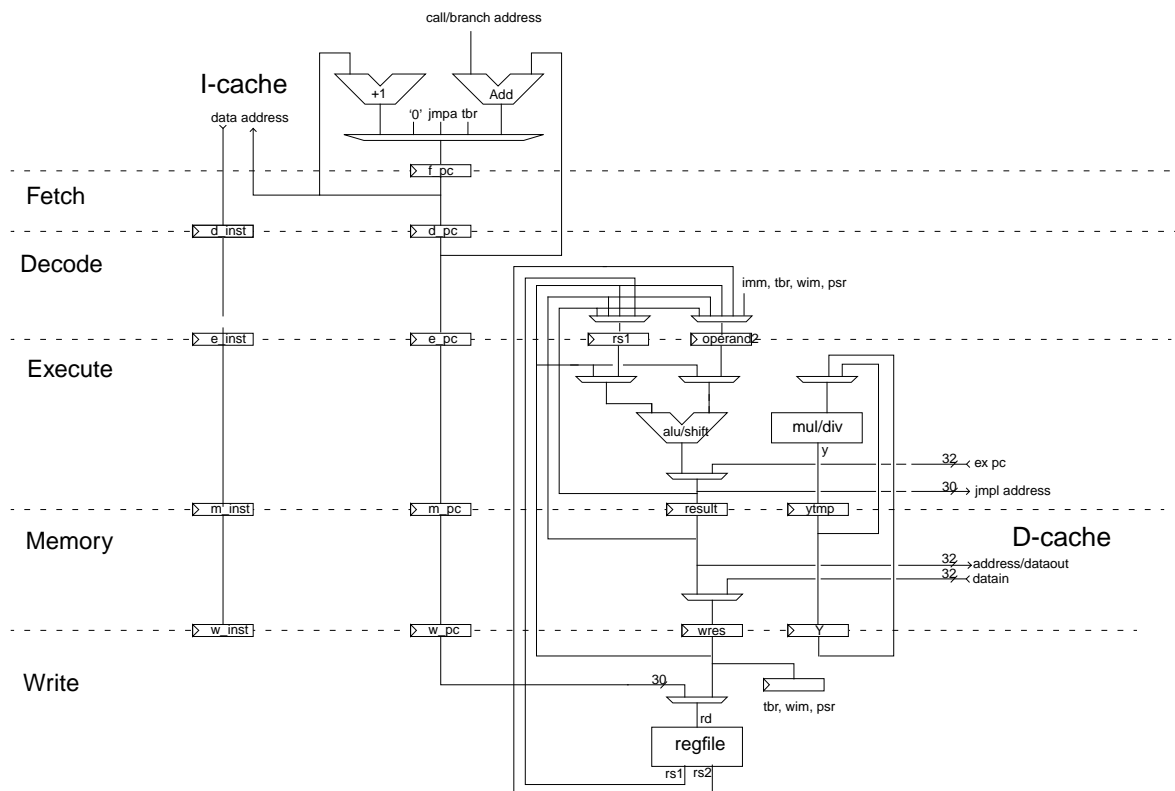 call/branch address
I-cache
+1
Add
data address
‘0’ jmpa tbr
f_pc
Fetch
d_inst
d_pc
Decode
imm, tbr, wim, psr
e_inst
e_pc
rs1
operand2
Execute
alu/shift
mul/div
y
32
ex pc
30
jmpl address
m_inst
m_pc
result
ytmp
Memory
D-cache
32
address/dataout
32
datain
w_inst
w_pc
wres
Y
Write
30
tbr, wim, psr
rd
regfile
rs1
rs2